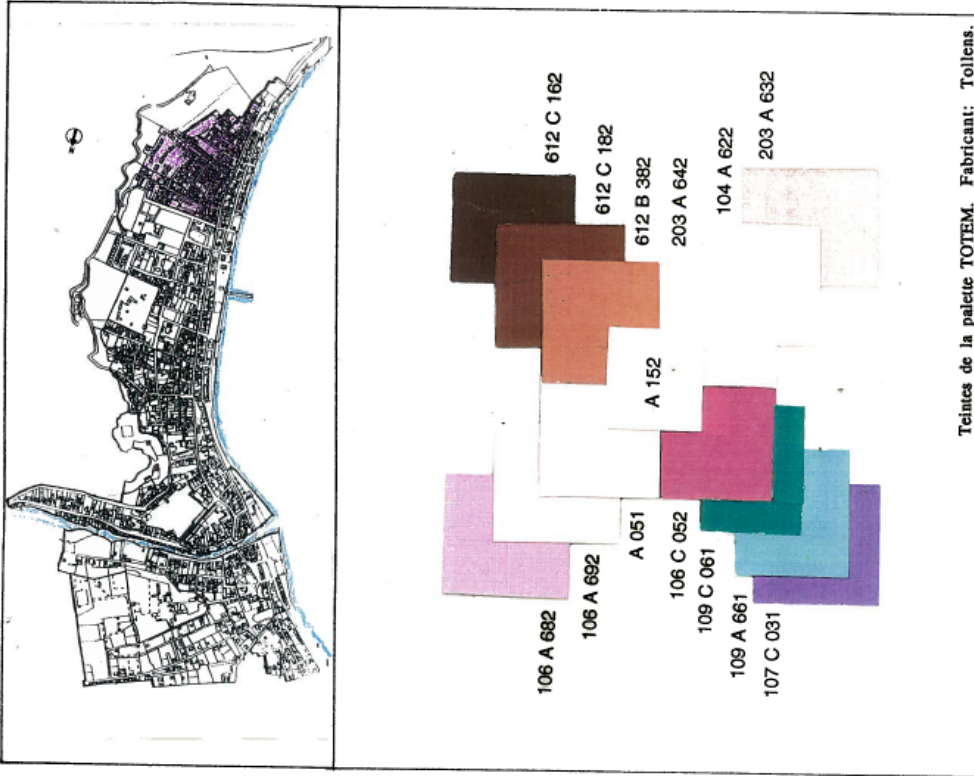 612 C 162
612 C 182
612 B 382
203 A 642
104 A 622
203 A 632
A 152
106 A 682
106 A 692
A 051
106 C 052
109 C 061
109 A 661
107 C 031
Teintes de la palette TOTEM. Fabricant: Tollens.